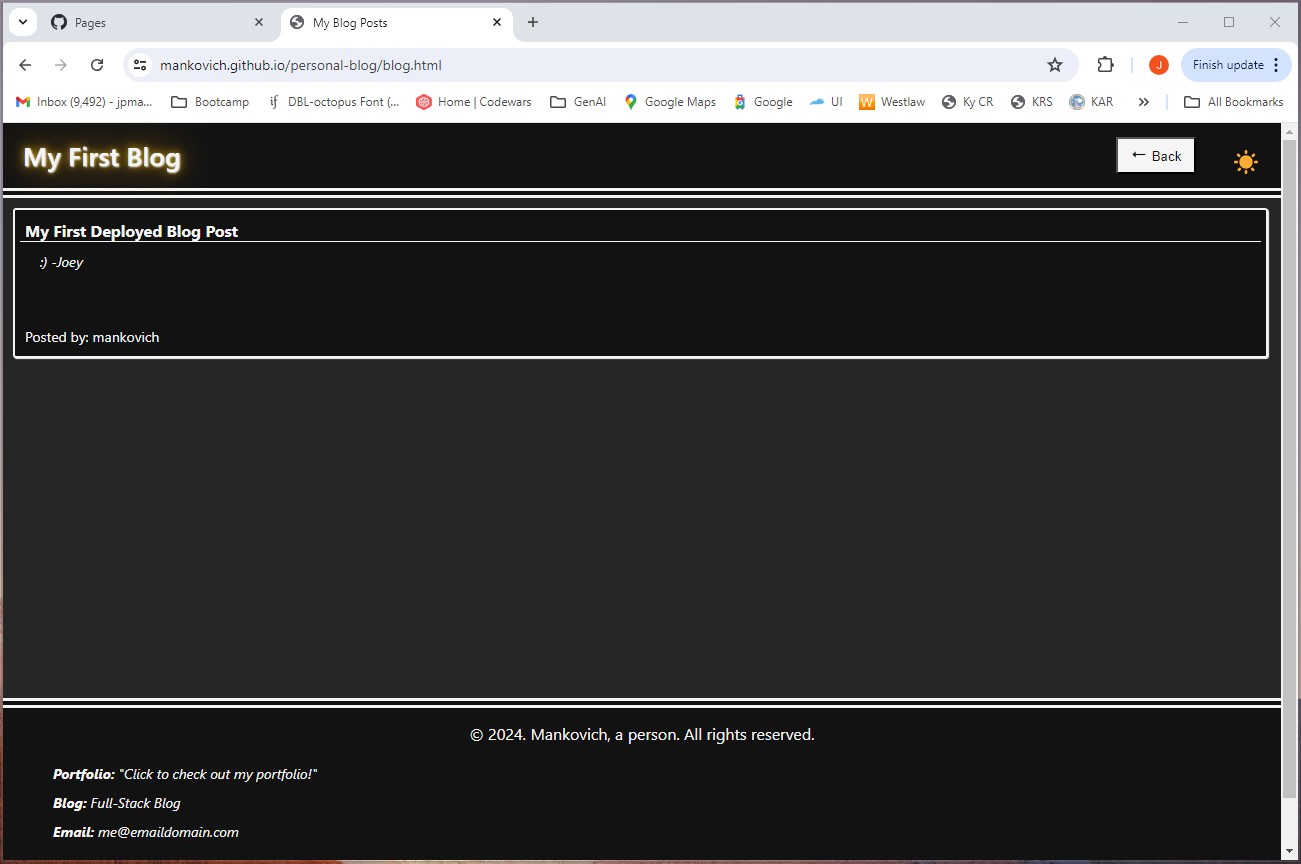 Pages
My Blog Posts
mankovich.github.io/personal-blog/blog.html
J
Finish update
Inbox (9,492) - jpma...
Bootcamp
if
DBL-octopus Font (...
Home | Codewars
GenAI
Google Maps
Google
UI
W
Westlaw
Ky CR
KRS
KAR
All Bookmarks
My First Blog
← Back
My First Deployed Blog Post
:) -Joey
Posted by: mankovich
© 2024. Mankovich, a person. All rights reserved.
Portfolio: "Click to check out my portfolio!"
Blog: Full-Stack Blog
Email: me@emaildomain.com